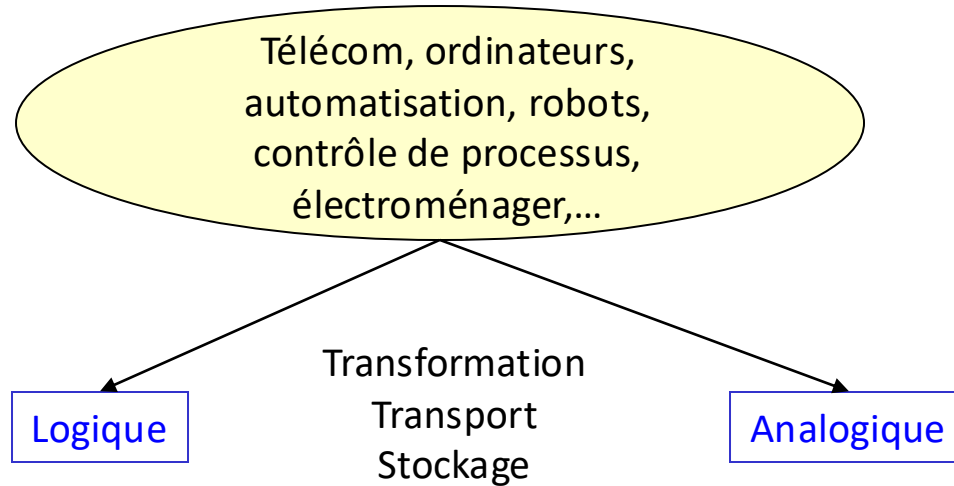 Télécom, ordinateurs,
automatisation, robots,
contrôle de processus,
électroménager,...
Transformation
Logique
Transport
Analogique
Stockage